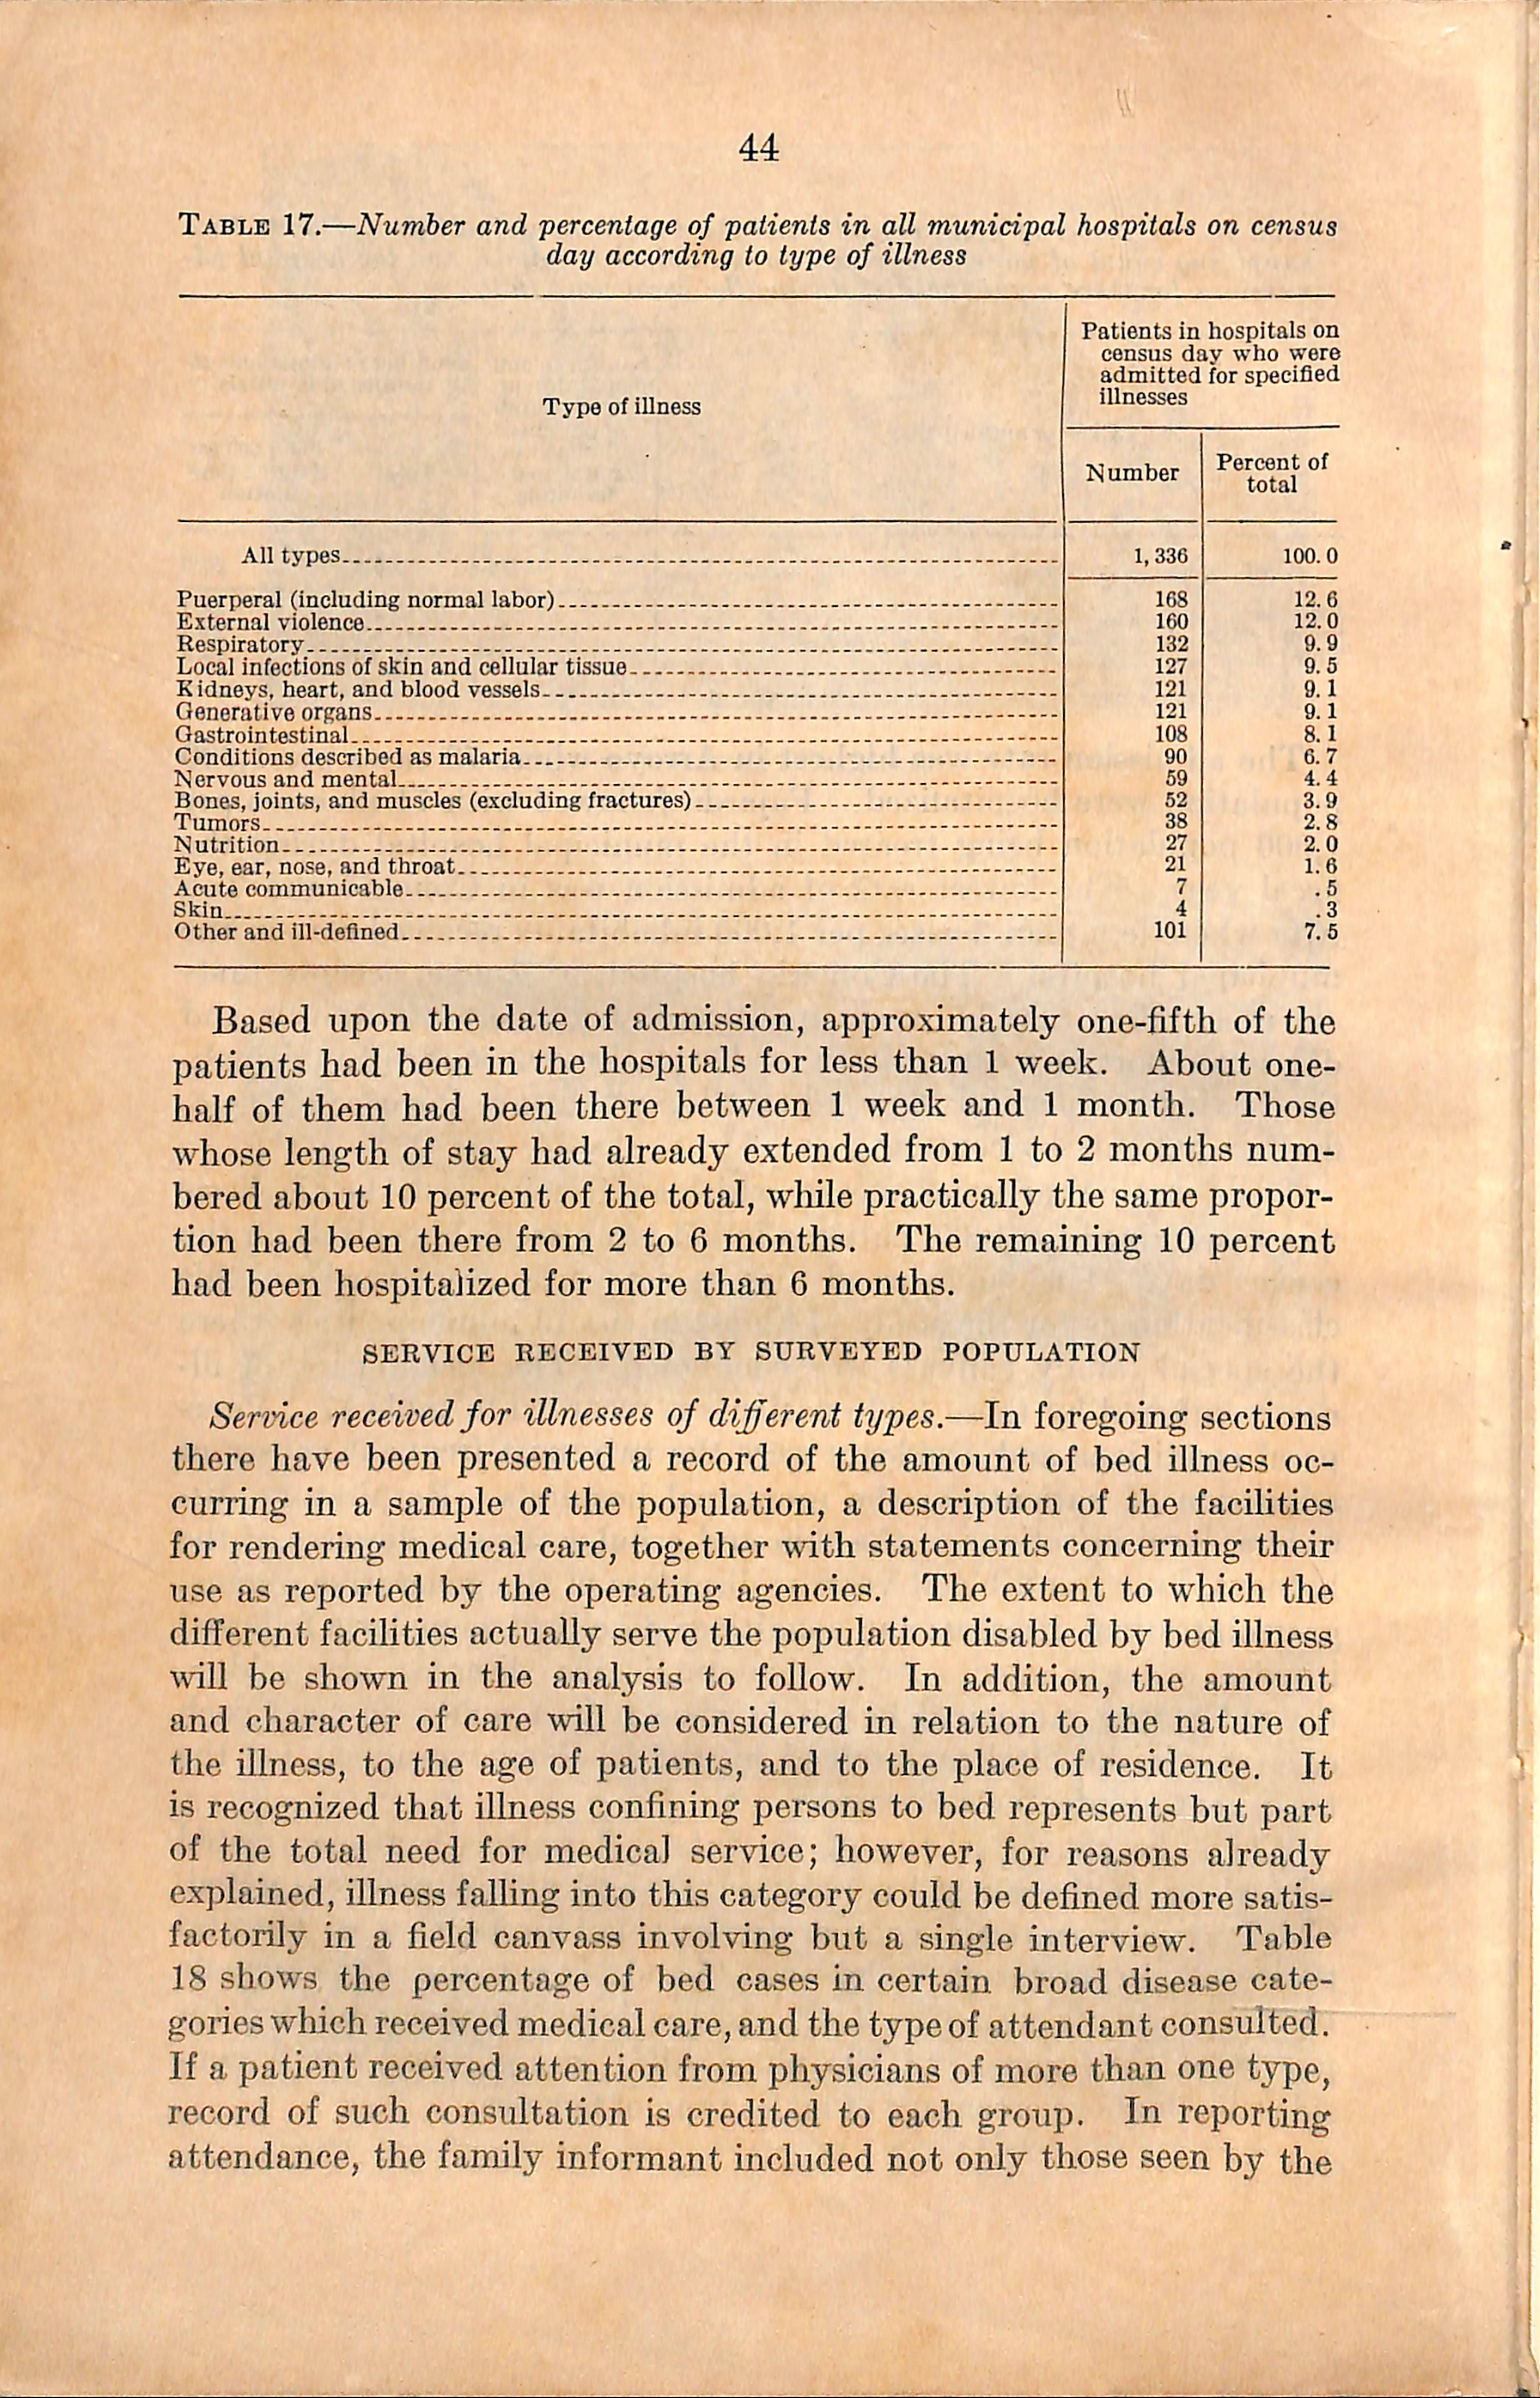 44
TABLE 17.—Number and percentage of patients in all municipal hospitals on census
day according to type of illness
Type of illness
Patients in hospitals on
census day who were
admitted for specified
illnesses
Number
Percent of
total
All types 1,336 100.0
Puerperal (including normal labor) 168 12.6
External violence 160 12.0
Respiratory 132 9.9
Local infections of skin and cellular tissue 127 9.5
Kidneys, heart, and blood vessels 121 9.1
Generative organs 121 9.1
Gastrointestinal 108 8.1
Conditions described as malaria 90 6.7
Nervous and mental 59 4.4
Bones, joints, and muscles (excluding fractures) 52 3.9
Tumors 38 2.8
Nutrition 27 2.0
Eye, ear, nose, and throat 21 1.6
Acute communicable 7 .5
Skin 4 .3
Other and ill-defined 101 7.5
Based upon the date of admission, approximately one-fifth of the
patients had been in the hospitals for less than 1 week. About one-
half of them had been there between 1 week and 1 month. Those
whose length of stay had already extended from 1 to 2 months num-
bered about 10 percent of the total, while practically the same propor-
tion had been there from 2 to 6 months. The remaining 10 percent
had been hospitalized for more than 6 months.
SERVICE RECEIVED BY SURVEYED POPULATION
Service received for illnesses of different types.—In foregoing sections
there have been presented a record of the amount of bed illness oc-
curring in a sample of the population, a description of the facilities
for rendering medical care, together with statements concerning their
use as reported by the operating agencies. The extent to which the
different facilities actually serve the population disabled by bed illness
will be shown in the analysis to follow. In addition, the amount
and character of care will be considered in relation to the nature of
the illness, to the age of patients, and to the place of residence. It
is recognized that illness confining persons to bed represents but part
of the total need for medical service; however, for reasons already
explained, illness falling into this category could be defined more satis-
factorily in a field canvass involving but a single interview. Table
18 shows the percentage of bed cases in certain broad disease cate-
gories which received medical care, and the type of attendant consulted.
If a patient received attention from physicians of more than one type,
record of such consultation is credited to each group. In reporting
attendance, the family informant included not only those seen by the